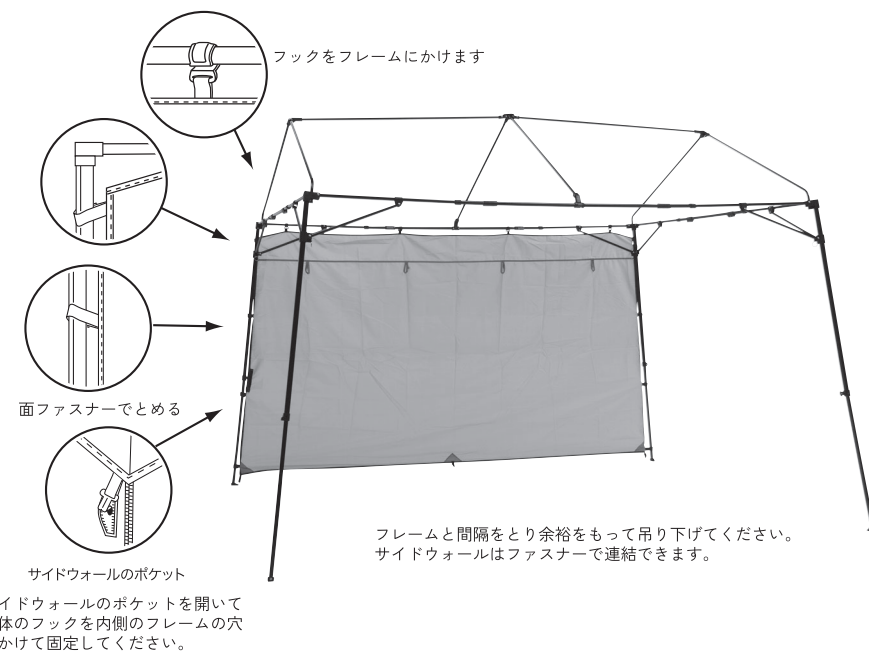 フックをフレームにかけます
面ファスナーでとめる
フレームと間隔をとり余裕をもって吊り下げてください。
サイドウォールはファスナーで連結できます。
サイドウォールのポケット
イドウォールのポケットを開いて
体のフックを内側のフレームの穴
かけて固定してください。